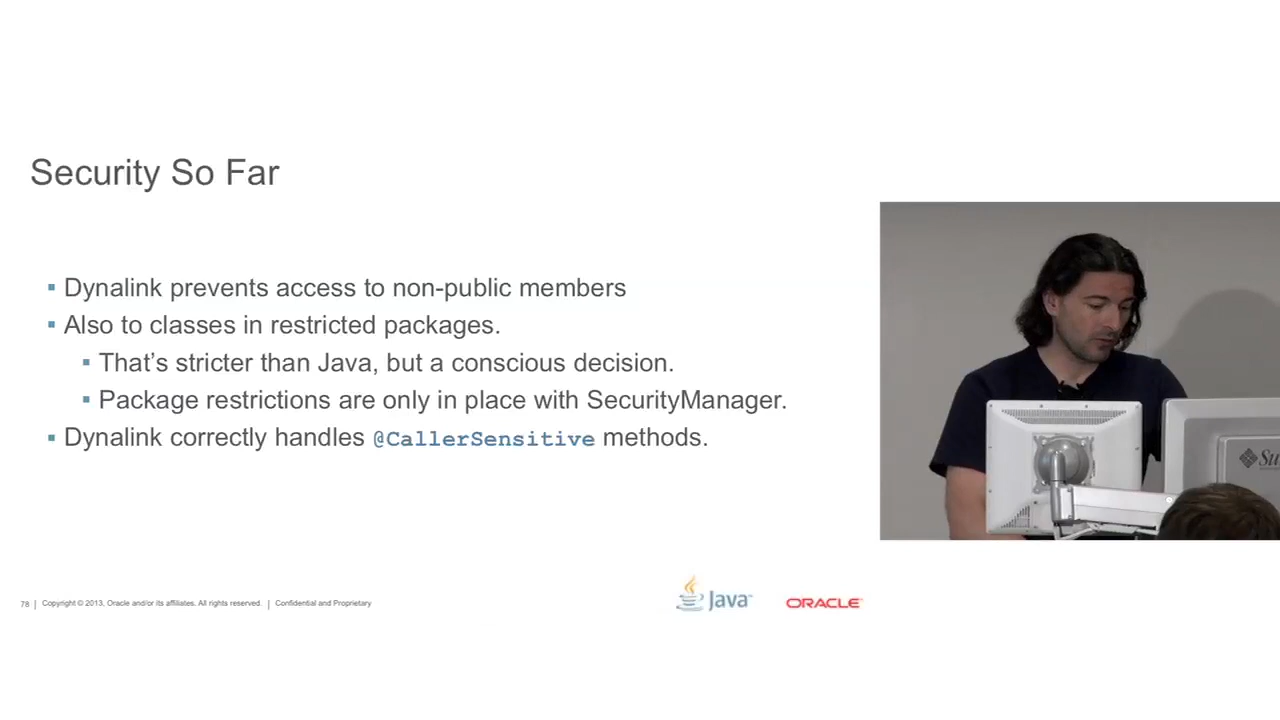 Security So Far
Dynalink prevents access to non-public members
Also to classes in restricted packages.
That's stricter than Java, but a conscious decision.
Package restrictions are only in place with SecurityManager.
Dynalink correctly handles @CallerSensitive methods.
78 | Copyright © 2013, Oracle and/or its affiliates. All rights reserved. | Confidential and Proprietary
Java™
ORACLE